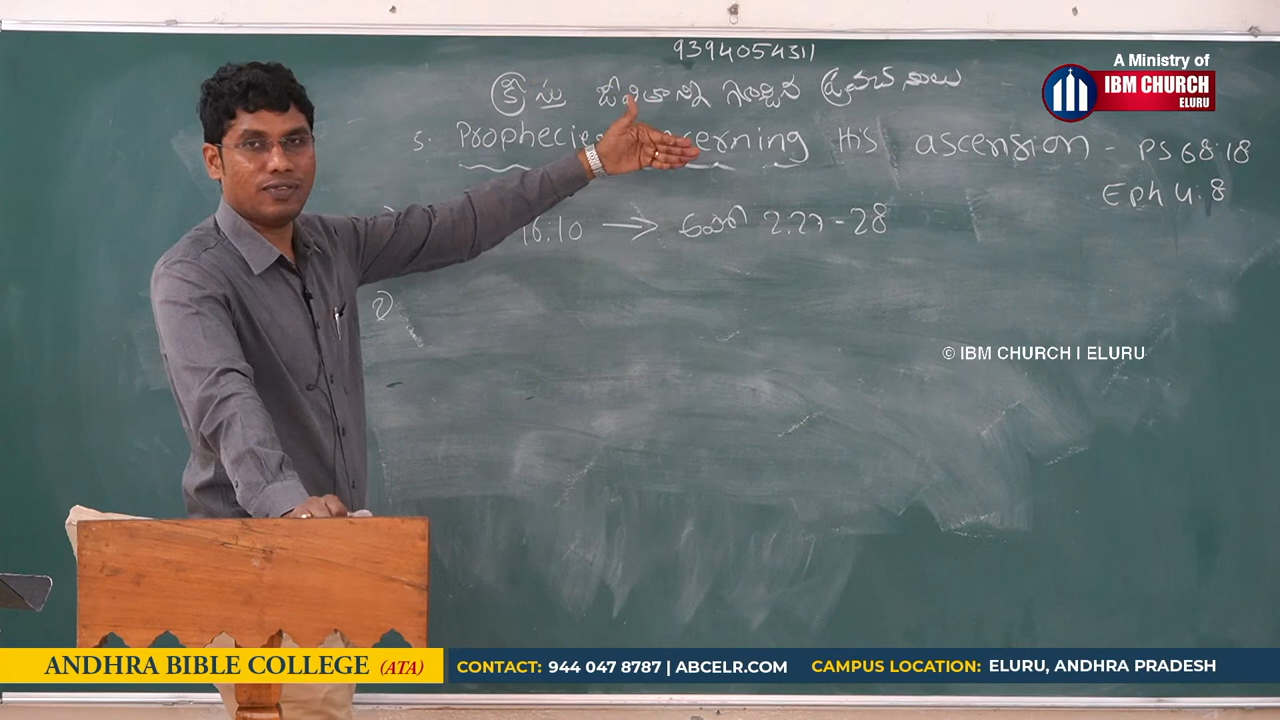 9394054311
క్రీస్తు జీవితాన్ని గూర్చిన ప్రవచనములు
5. Prophecies concerning His ascension - PS 68:18
Eph 4.8
16.10 → 2.27-28
2)
A Ministry of
IBM CHURCH
ELURU
© IBM CHURCH I ELURU
ANDHRA BIBLE COLLEGE (ATA)
CONTACT: 944 047 8787 | ABCELR.COM CAMPUS LOCATION: ELURU, ANDHRA PRADESH